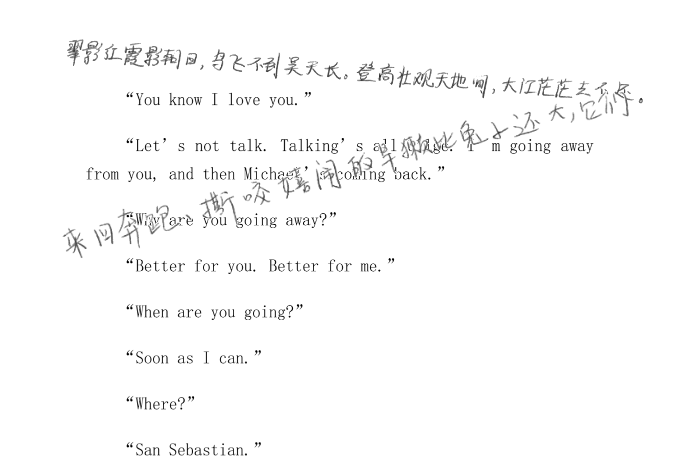 翠影红霞映朝日，鸟飞不到吴天长。登高壮观天地间，大江茫茫去不还。
“You know I love you.”
“Let’s not talk. Talking’s all bilge. I’m going away
from you, and then Michael’s coming back.”
来回奔跑、撕咬嬉闹的旱獭比兔子还大，它们
“Why are you going away?”
“Better for you. Better for me.”
“When are you going?”
“Soon as I can.”
“Where?”
“San Sebastian.”